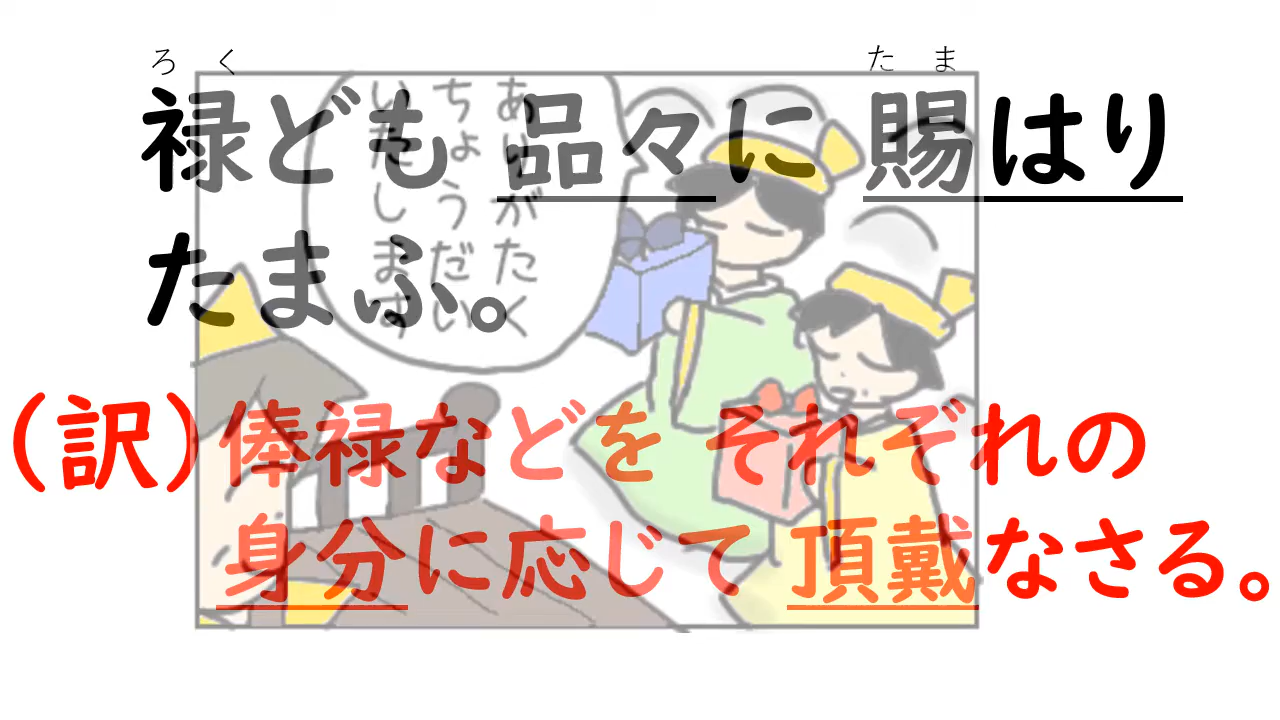 ろく
たま
禄ども 品々に 賜はり
たまふ。
ありがたく
ちょうだい
いたします
(訳)俸禄などを それぞれの
身分に応じて 頂戴なさる。